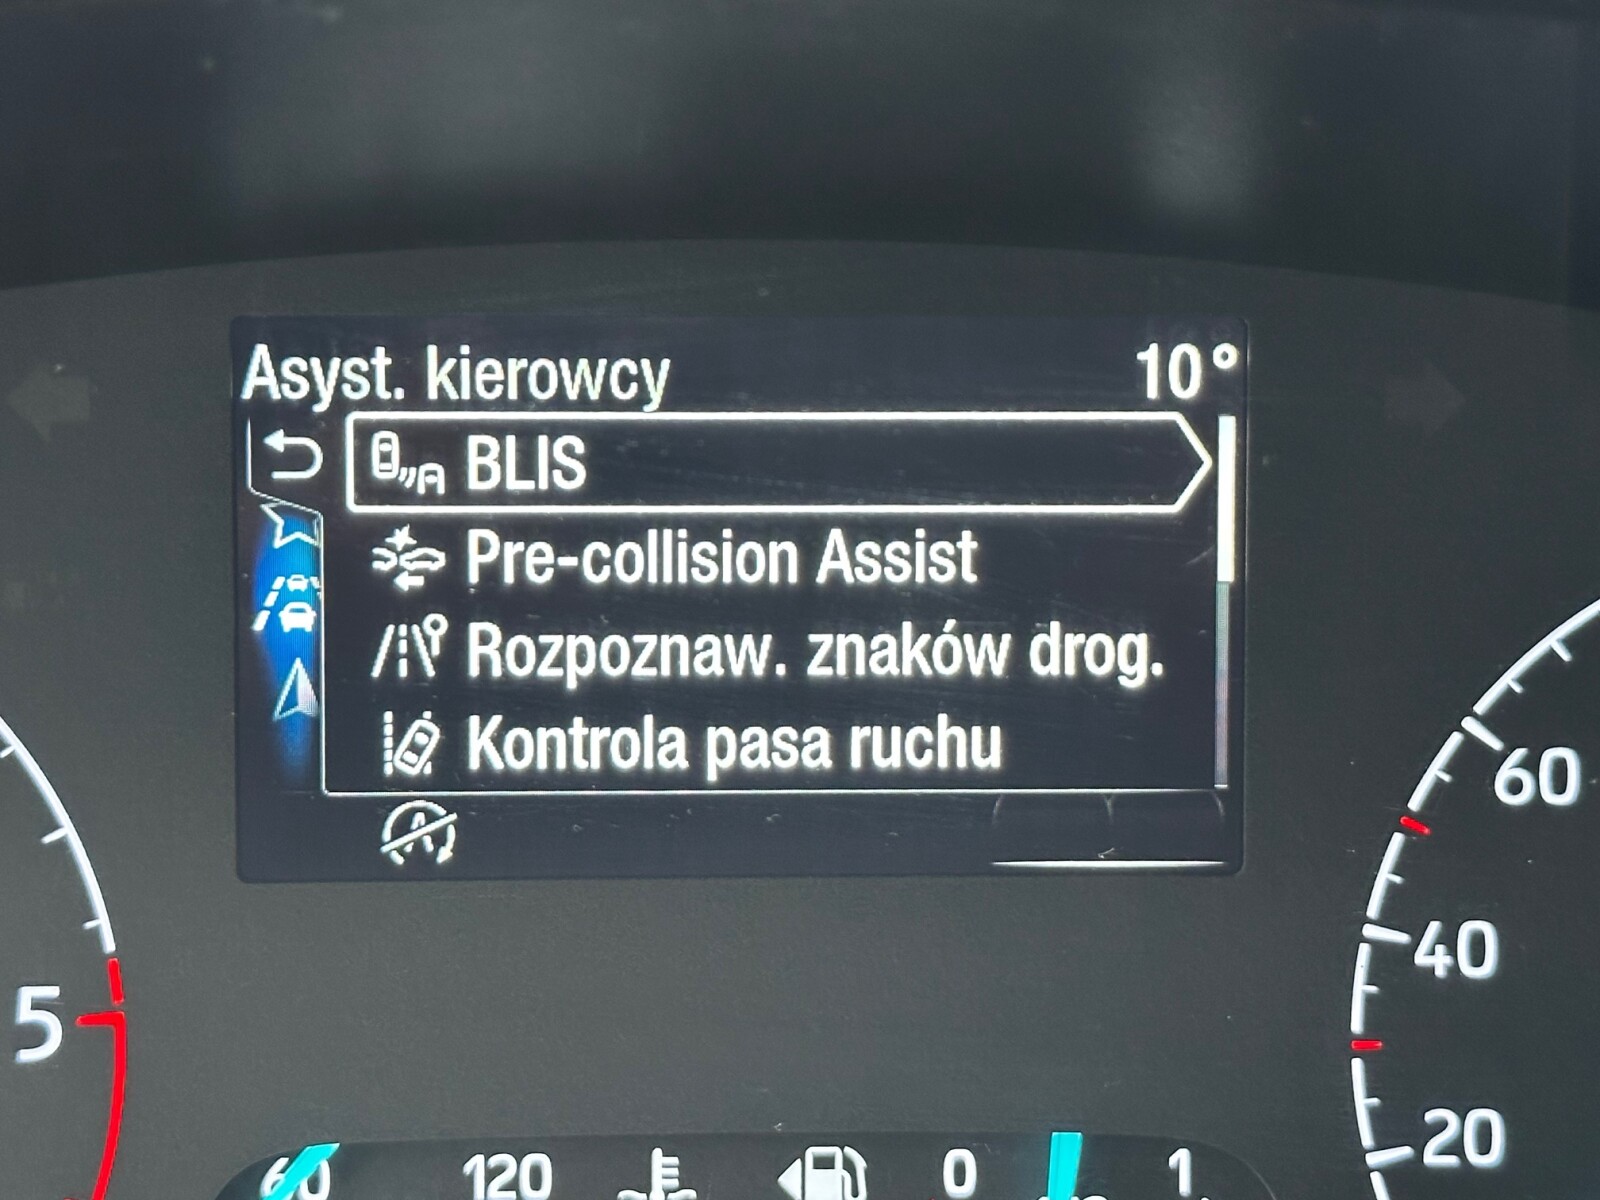 Asyst. kierowcy 10°
BLIS
Pre-collision Assist
Rozpoznaw. znaków drog.
Kontrola pasa ruchu
60
40
5
20
60 120 0 1